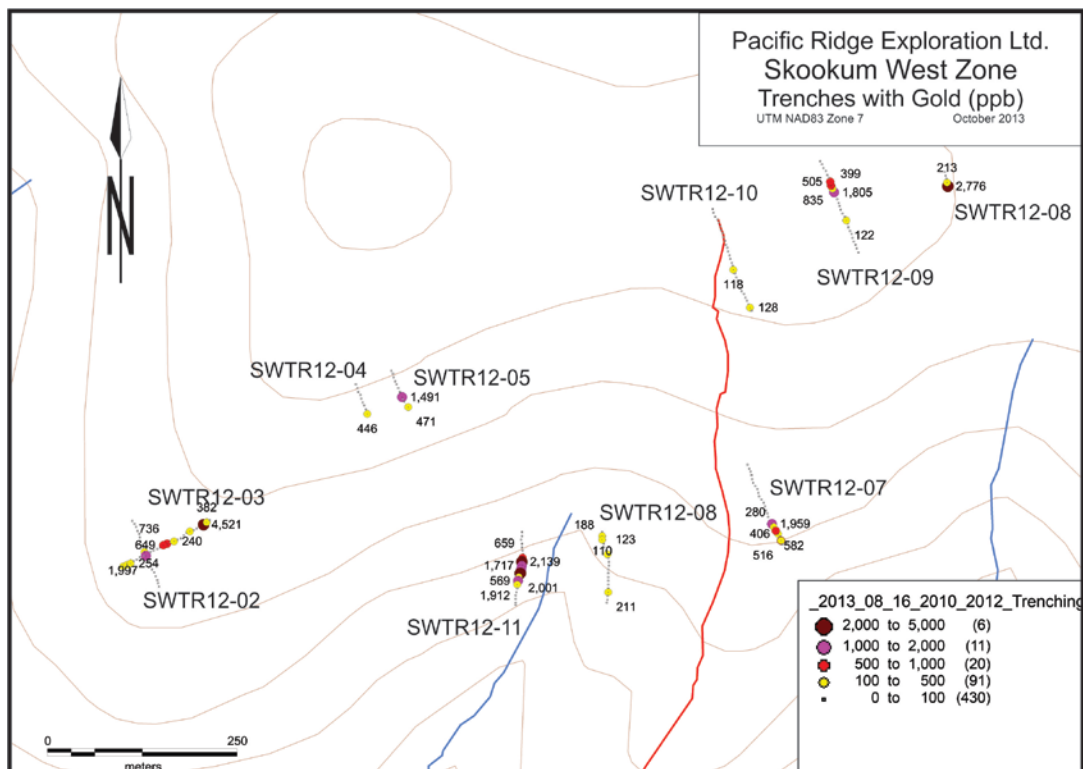 Pacific Ridge Exploration Ltd.
Skookum West Zone
Trenches with Gold (ppb)
UTM NAD83 Zone 7 October 2013
N
SWTR12-10
505
399
835
1,805
122
SWTR12-09
213
2,776
SWTR12-08
118
128
SWTR12-04
446
SWTR12-05
1,491
471
SWTR12-03
382
4,521
736
649
240
254
1,997
SWTR12-02
659
1,717
2,139
569
2,001
1,912
SWTR12-11
SWTR12-08
188
123
110
211
SWTR12-07
280
1,959
406
582
516
_2013_08_16_2010_2012_Trenching
2,000 to 5,000 (6)
1,000 to 2,000 (11)
500 to 1,000 (20)
100 to 500 (91)
0 to 100 (430)
0 250
meters